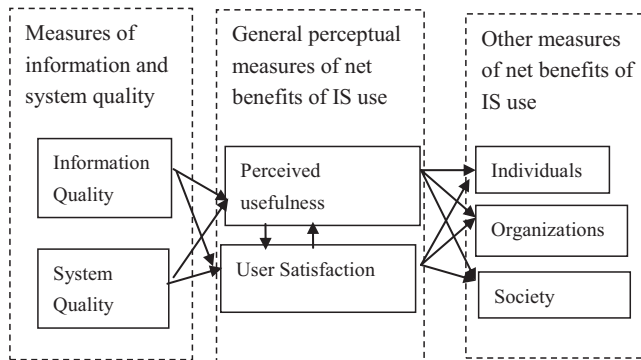 Measures of
information and
system quality
Information
Quality
System
Quality
General perceptual
measures of net
benefits of IS use
Perceived
usefulness
User Satisfaction
Other measures
of net benefits of
IS use
Individuals
Organizations
Society